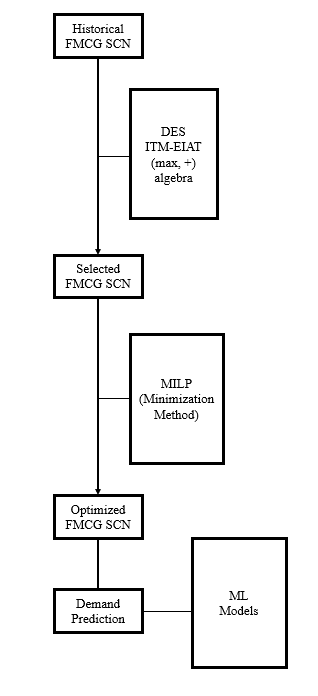 Historical
FMCG SCN
DES
ITM-EIAT
(max, +)
algebra
Selected
FMCG SCN
MILP
(Minimization
Method)
Optimized
FMCG SCN
Demand
Prediction
ML
Models